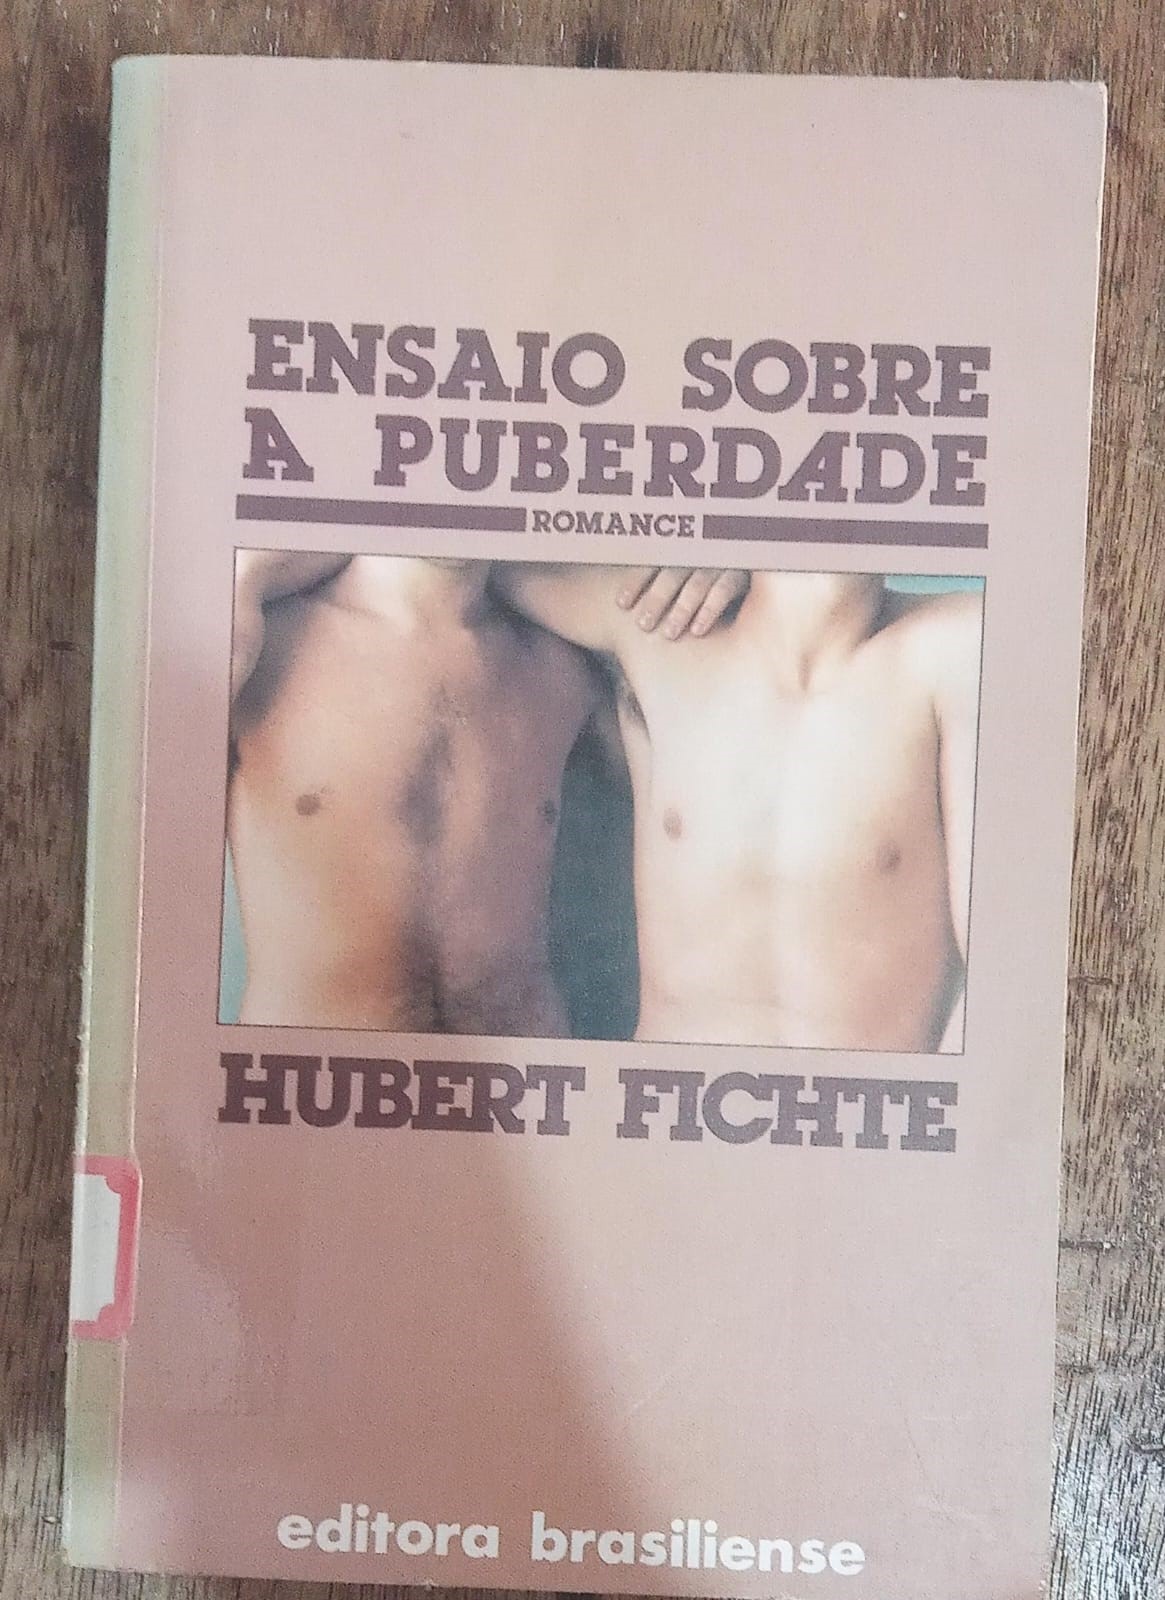 ENSAIO SOBRE
A PUBERDADE
ROMANCE
HUBERT FICHTE
editora brasiliense